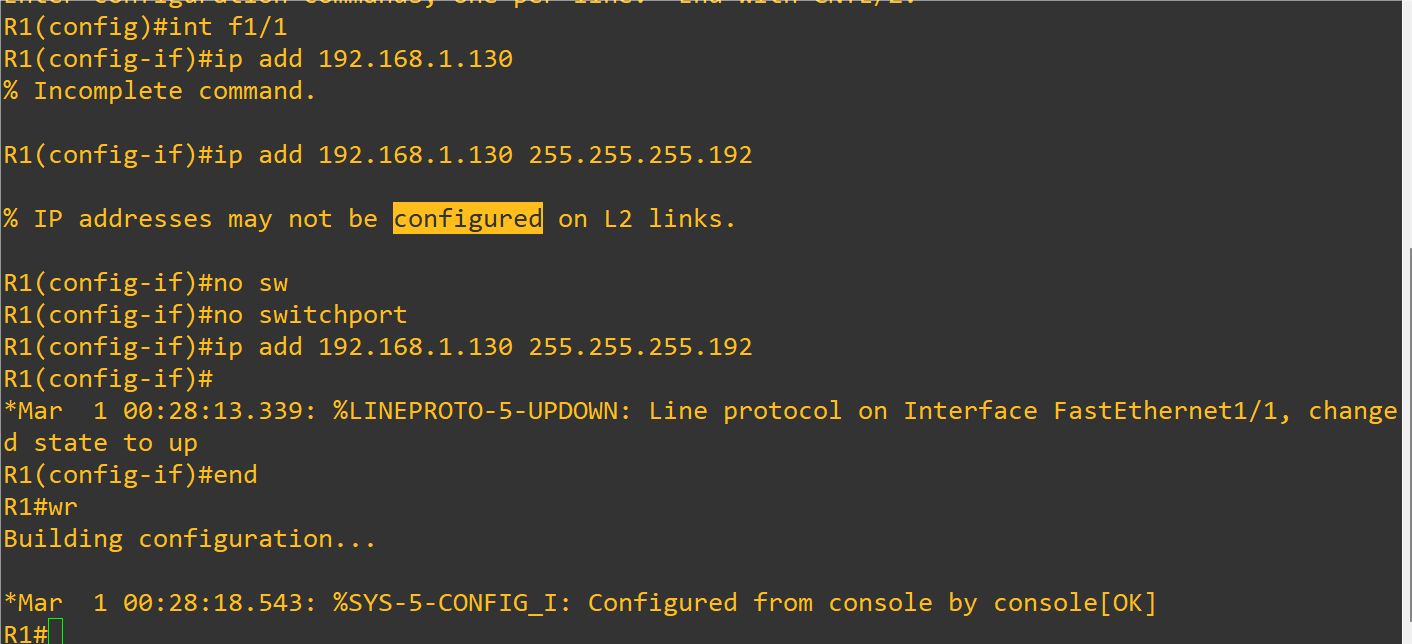 R1(config)#int f1/1
R1(config-if)#ip add 192.168.1.130
% Incomplete command.
R1(config-if)#ip add 192.168.1.130 255.255.255.192
% IP addresses may not be configured on L2 links.
R1(config-if)#no sw
R1(config-if)#no switchport
R1(config-if)#ip add 192.168.1.130 255.255.255.192
R1(config-if)#
*Mar  1 00:28:13.339: %LINEPROTO-5-UPDOWN: Line protocol on Interface FastEthernet1/1, change
d state to up
R1(config-if)#end
R1#wr
Building configuration...
*Mar  1 00:28:18.543: %SYS-5-CONFIG_I: Configured from console by console[OK]
R1#